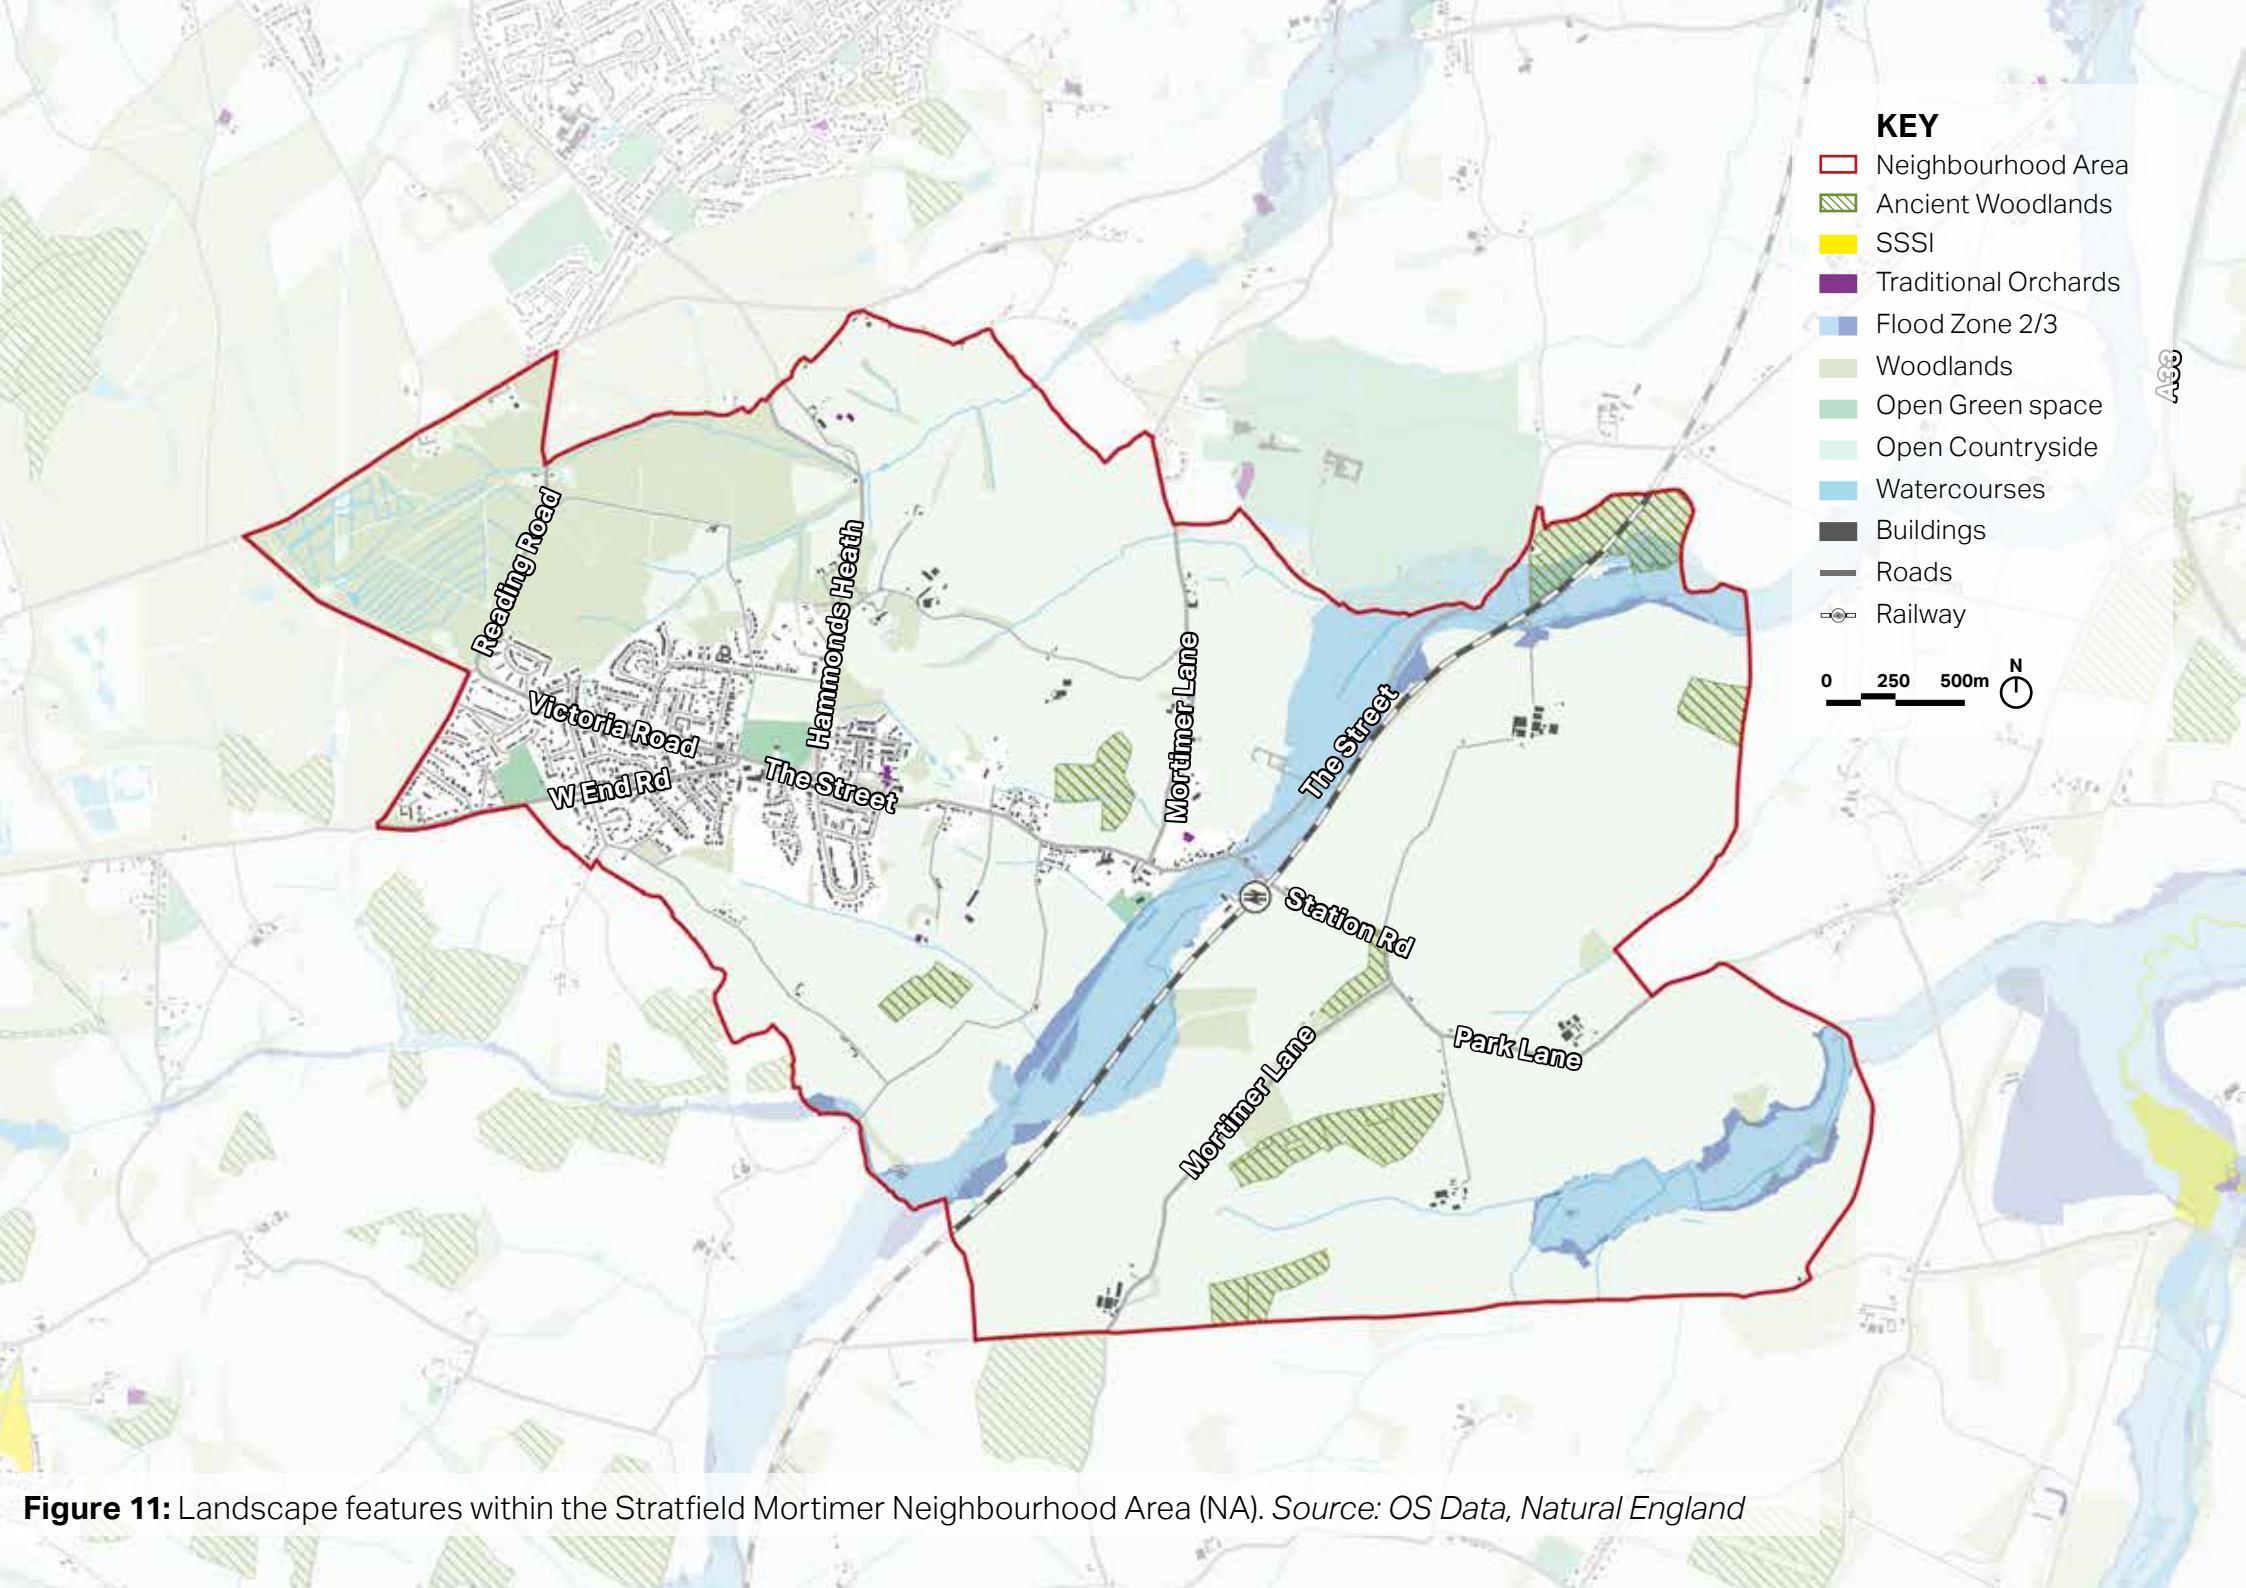 KEY
Neighbourhood Area
Ancient Woodlands
SSSI
Traditional Orchards
Flood Zone 2/3
Woodlands
Open Green space
Open Countryside
Watercourses
Buildings
Roads
Railway
0 250 500m
N
A33
Reading Road
Hammonds Heath
Victoria Road
W End Rd
The Street
Mortimer Lane
The Street
Station Rd
Park Lane
Mortimer Lane
Figure 11: Landscape features within the Stratfield Mortimer Neighbourhood Area (NA). Source: OS Data, Natural England